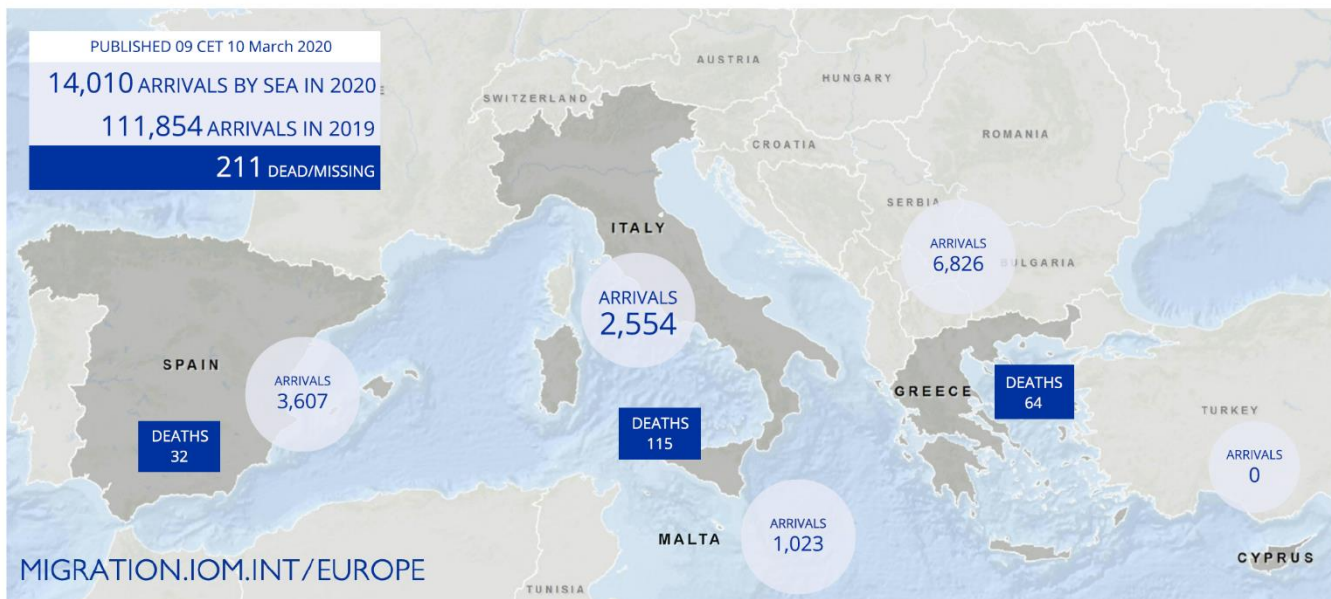 PUBLISHED 09 CET 10 March 2020
14,010 ARRIVALS BY SEA IN 2020
111,854 ARRIVALS IN 2019
211 DEAD/MISSING
AUSTRIA
HUNGARY
SWITZERLAND
ROMANIA
CROATIA
SERBIA
ITALY
ARRIVALS
6,826
BULGARIA
ARRIVALS
2,554
SPAIN
ARRIVALS
3,607
GREECE
DEATHS
64
TURKEY
DEATHS
32
DEATHS
115
ARRIVALS
0
MALTA
ARRIVALS
1,023
CYPRUS
MIGRATION.IOM.INT/EUROPE
TUNISIA